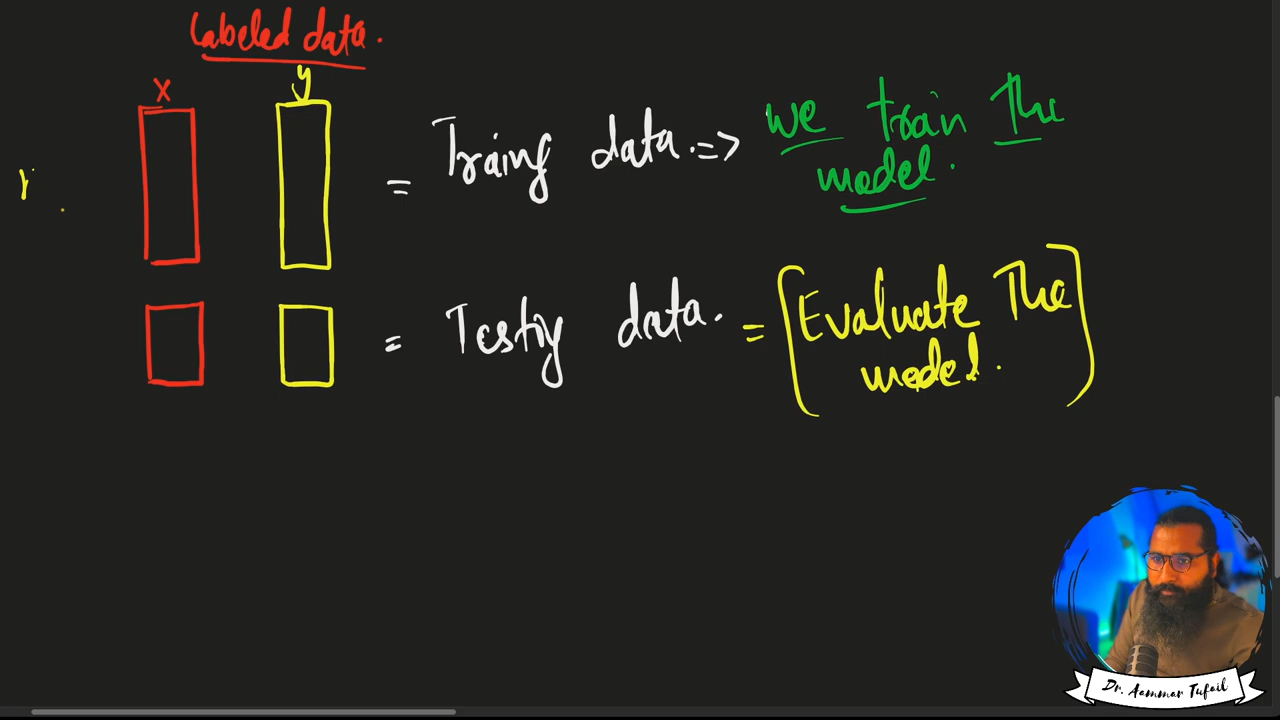 Labeled data.
x y
= Traing data. => we train the model.
= Testig data. = [Evaluate The model.]
Dr. Aammar Tufail